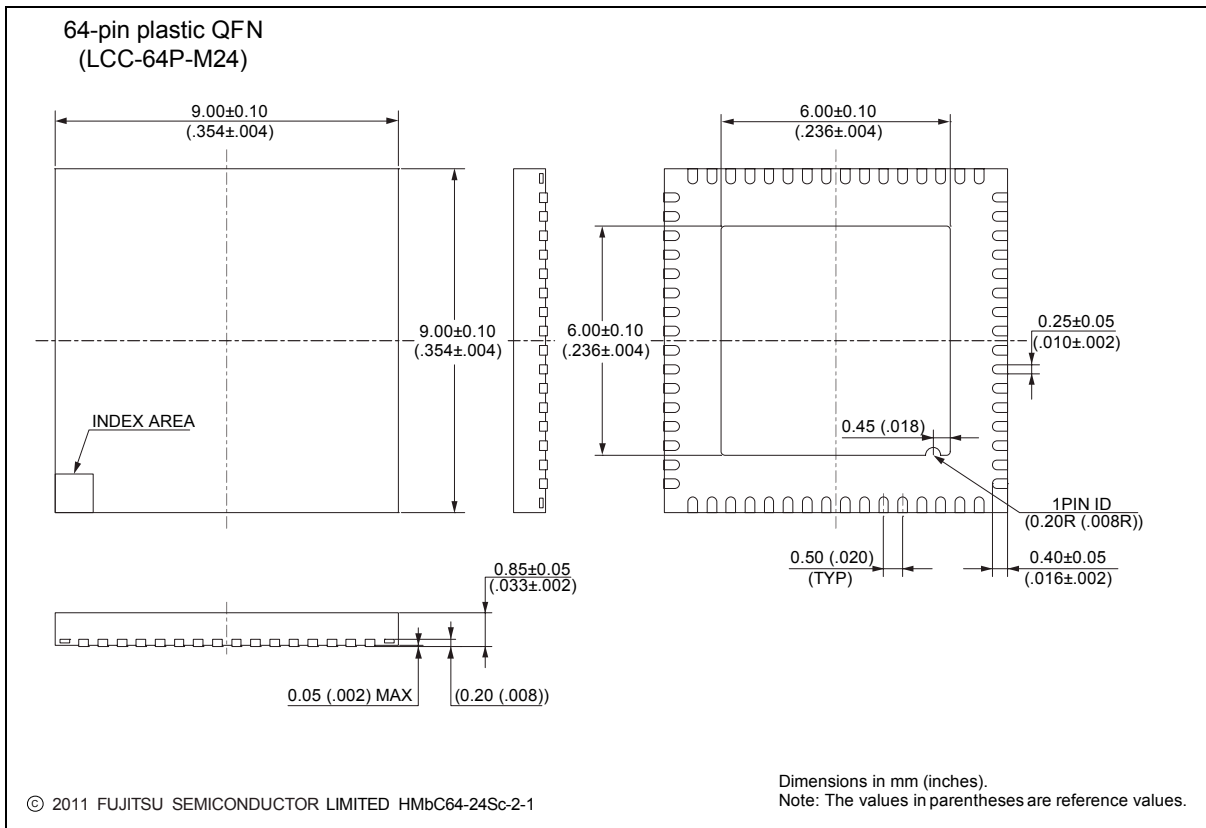 64-pin plastic QFN
(LCC-64P-M24)
9.00±0.10
(.354±.004)
6.00±0.10
(.236±.004)
9.00±0.10
(.354±.004)
6.00±0.10
(.236±.004)
0.25±0.05
(.010±.002)
INDEX AREA
0.45 (.018)
1PIN ID
(0.20R (.008R))
0.85±0.05
(.033±.002)
0.50 (.020)
(TYP)
0.40±0.05
(.016±.002)
0.05 (.002) MAX
(0.20 (.008))
© 2011 FUJITSU SEMICONDUCTOR LIMITED HMbC64-24Sc-2-1
Dimensions in mm (inches).
Note: The values in parentheses are reference values.